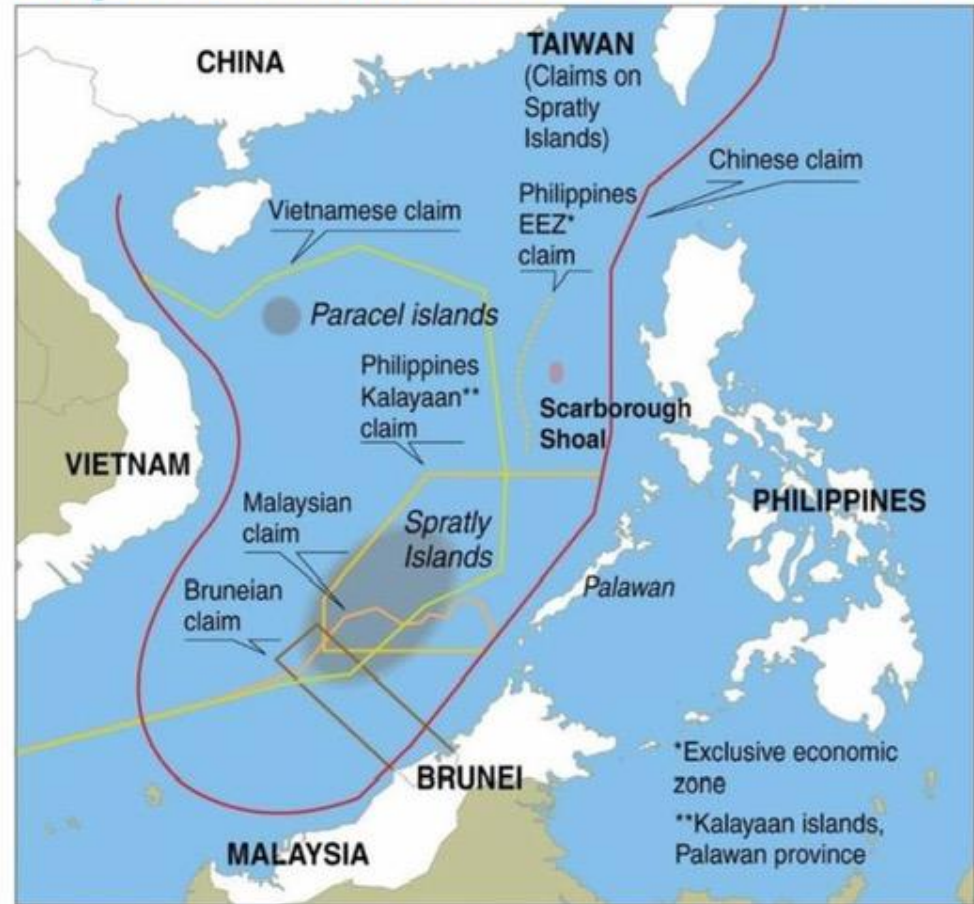 CHINA
TAIWAN
(Claims on
Spratly
Islands)
Chinese claim
Philippines
EEZ*
claim
Vietnamese claim
Paracel islands
Philippines
Kalayaan**
claim
Scarborough
Shoal
VIETNAM
Malaysian
claim
Spratly
Islands
PHILIPPINES
Bruneian
claim
Palawan
*Exclusive economic
zone
BRUNEI
**Kalayaan islands,
Palawan province
MALAYSIA